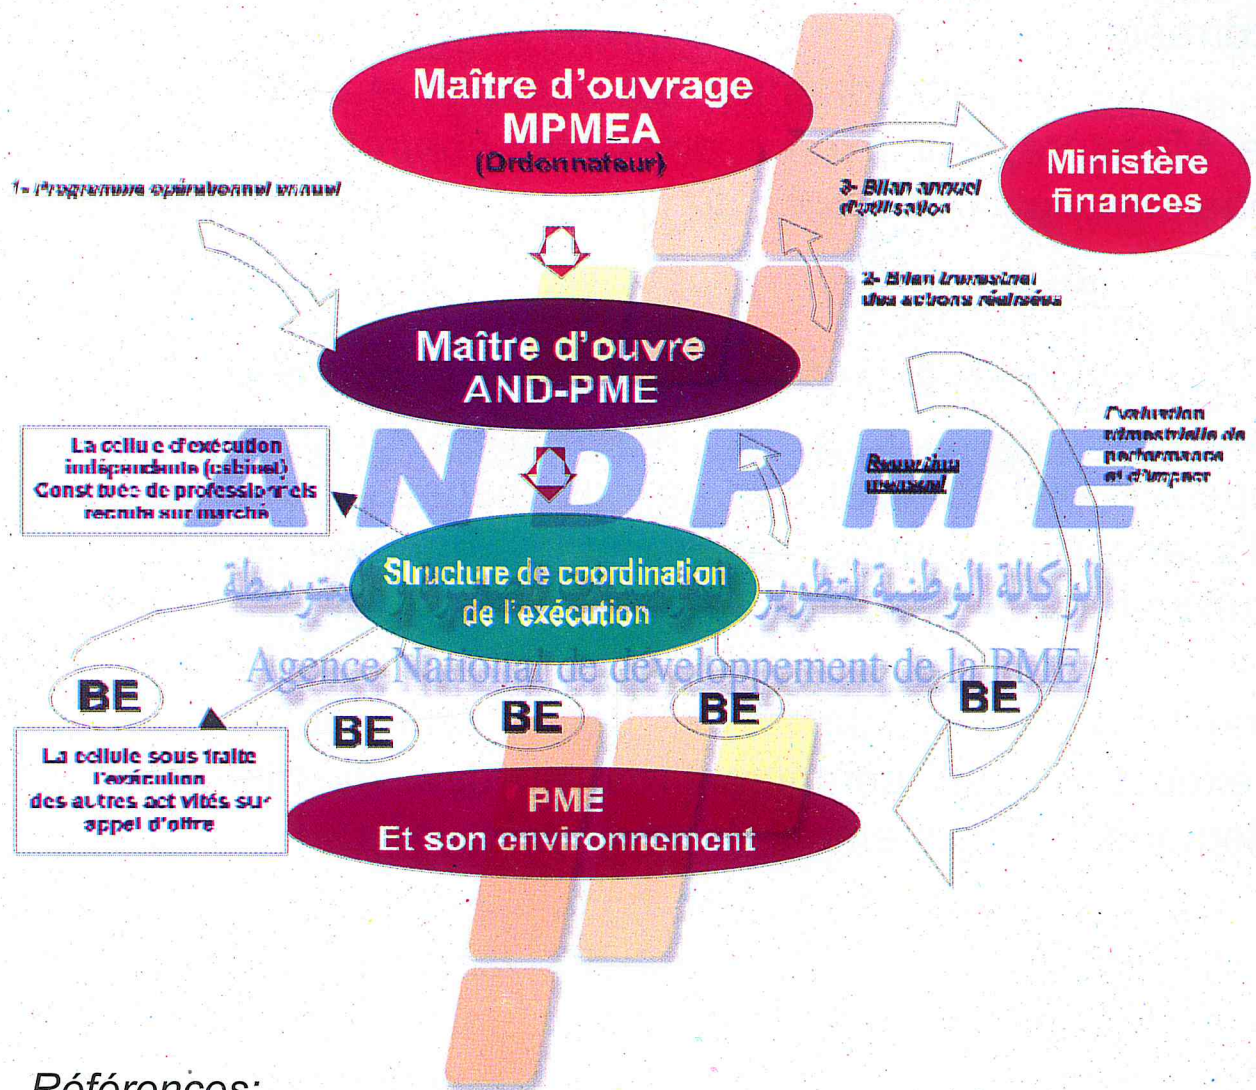 Maître d'ouvrage
MPMEA
(Ordonnateur)
Ministère
finances
1- Programme opérationnel annuel
3- Bilan annuel
d'utilisation
2- Bilan trimestriel
des actions réalisées
Maître d'ouvre
AND-PME
La cellule d'exécution
indépendante (cabinet)
Constituée de professionnels
recrutés sur marché
Evaluation
trimestrielle de
performance
et d'impact
mensuel
ANDPME
Structure de coordination
de l'exécution
الوكالة الوطنية لتطوير المتوسطة
Agence National de développement de la PME
BE
BE
BE
BE
BE
La cellule sous traite
l'exécution
des autres activités sur
appel d'offre
PME
Et son environnement
Références: